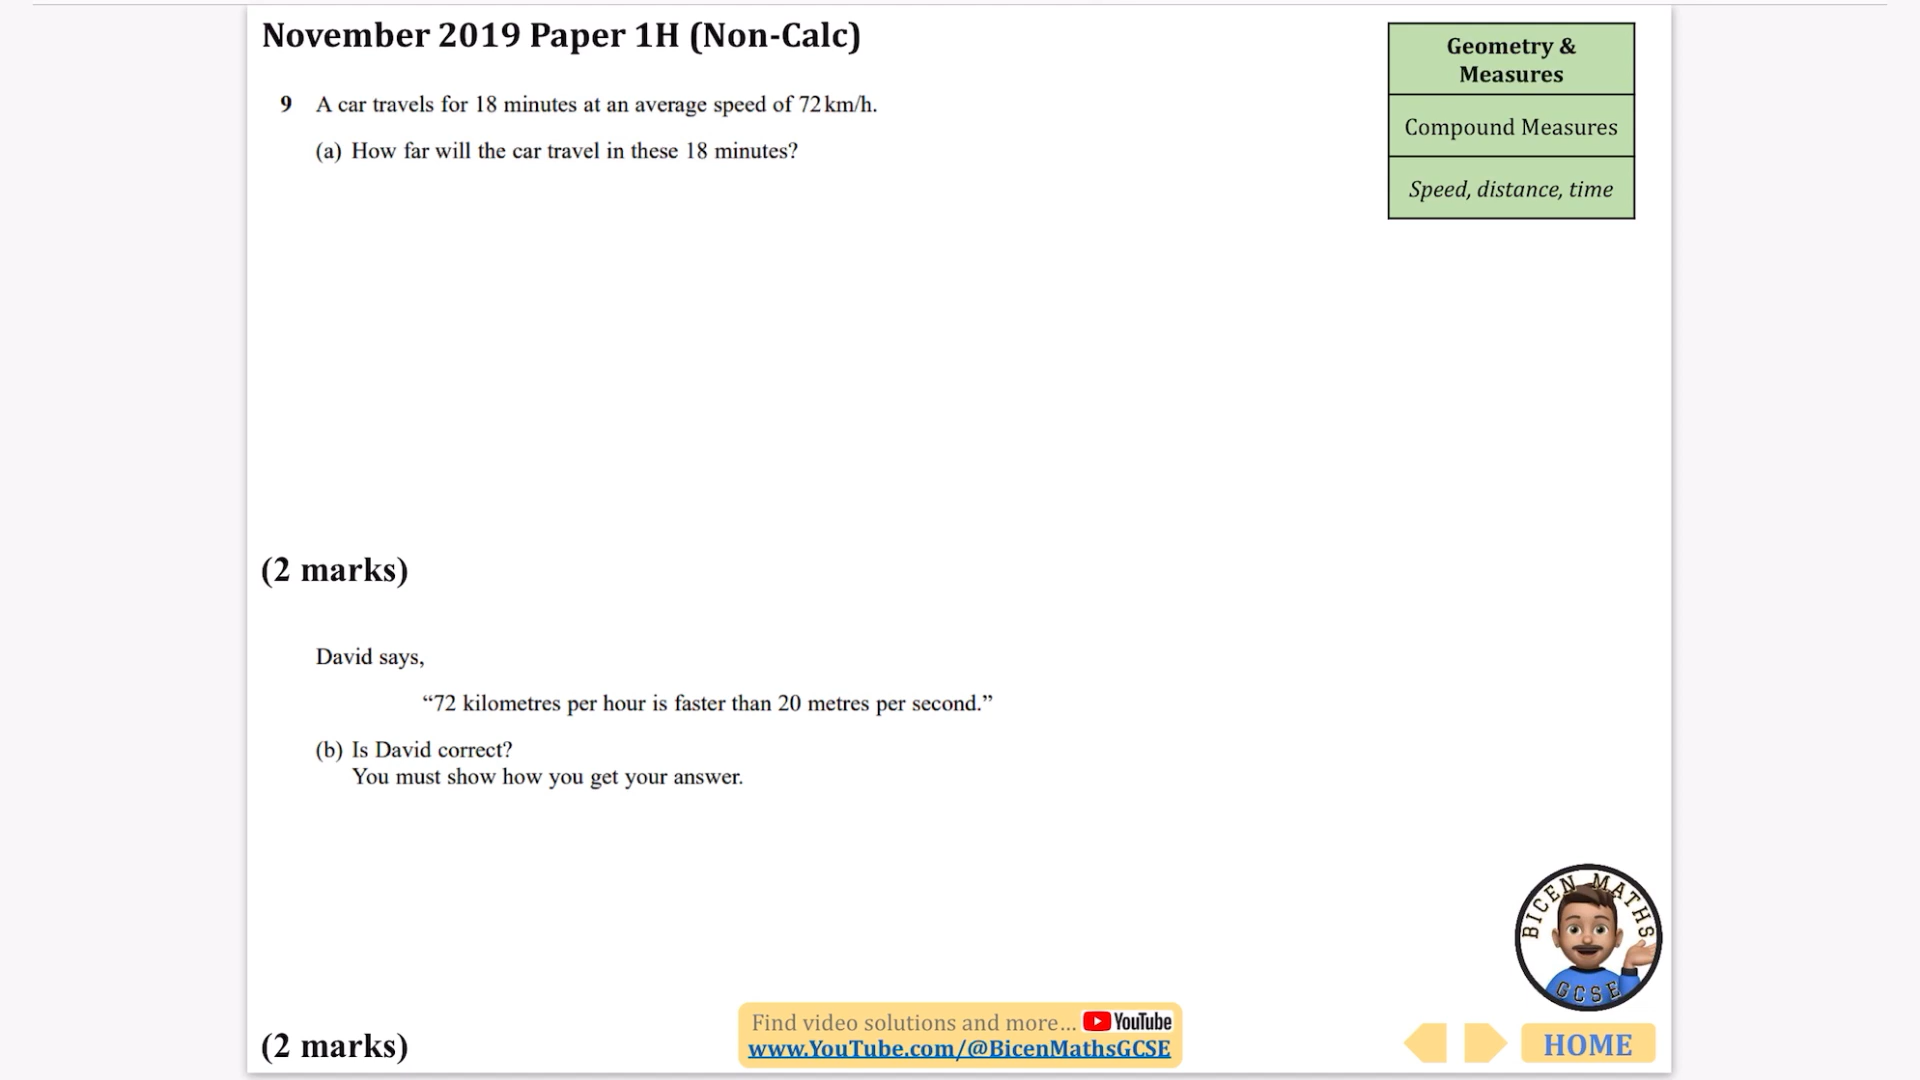 November 2019 Paper 1H (Non-Calc)
Geometry &
Measures
Compound Measures
Speed, distance, time
9 A car travels for 18 minutes at an average speed of 72 km/h.
(a) How far will the car travel in these 18 minutes?
(2 marks)
David says,
“72 kilometres per hour is faster than 20 metres per second.”
(b) Is David correct?
You must show how you get your answer.
BICEN MATHS
GCSE
(2 marks)
Find video solutions and more... YouTube
www.YouTube.com/@BicenMathsGCSE
HOME